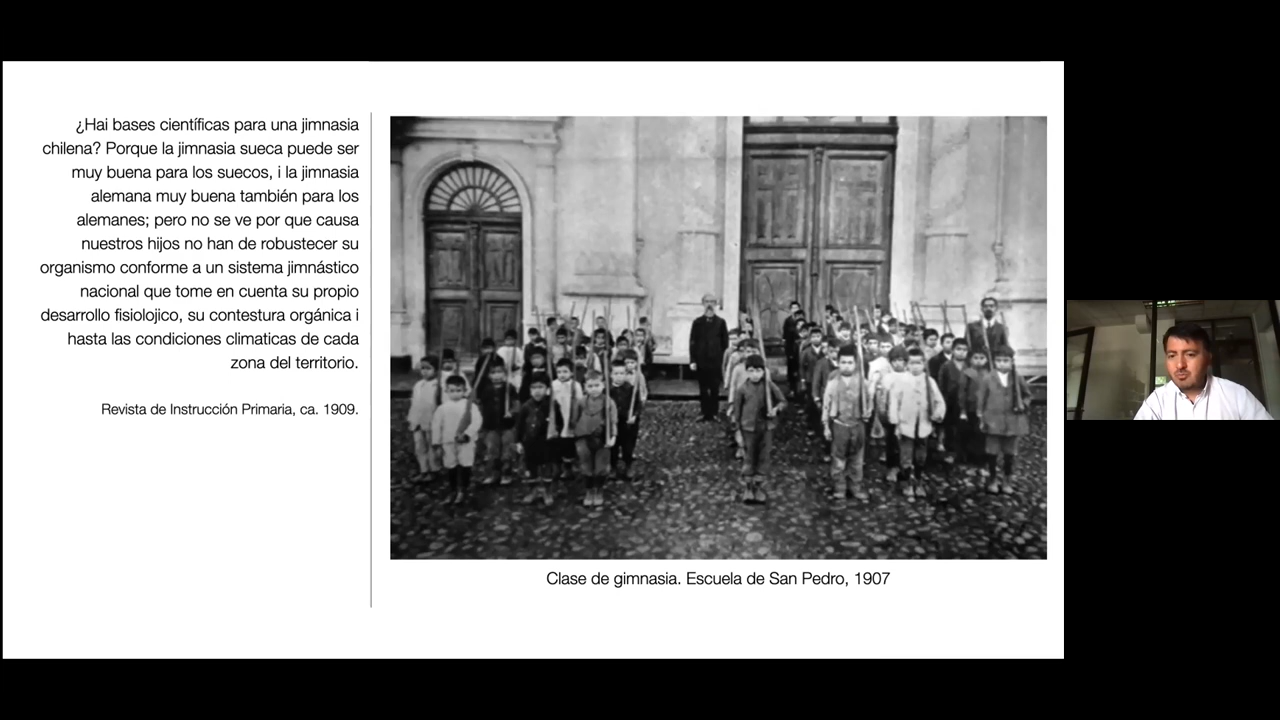 ¿Hai bases científicas para una jimnasia
chilena? Porque la jimnasia sueca puede ser
muy buena para los suecos, i la jimnasia
alemana muy buena también para los
alemanes; pero no se ve por que causa
nuestros hijos no han de robustecer su
organismo conforme a un sistema jimnástico
nacional que tome en cuenta su propio
desarrollo fisiolojico, su contestura orgánica i
hasta las condiciones climaticas de cada
zona del territorio.
Revista de Instrucción Primaria, ca. 1909.
Clase de gimnasia. Escuela de San Pedro, 1907